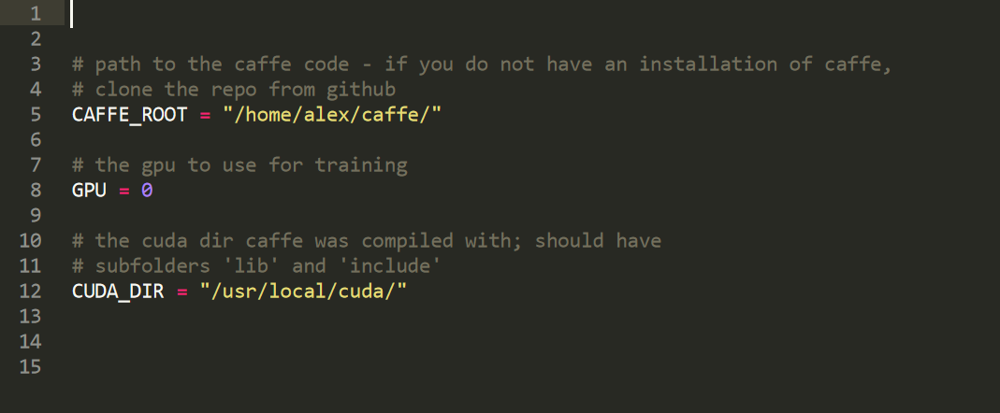 1
2
3 # path to the caffe code - if you do not have an installation of caffe,
4 # clone the repo from github
5 CAFFE_ROOT = "/home/alex/caffe/"
6
7 # the gpu to use for training
8 GPU = 0
9
10 # the cuda dir caffe was compiled with; should have
11 # subfolders 'lib' and 'include'
12 CUDA_DIR = "/usr/local/cuda/"
13
14
15